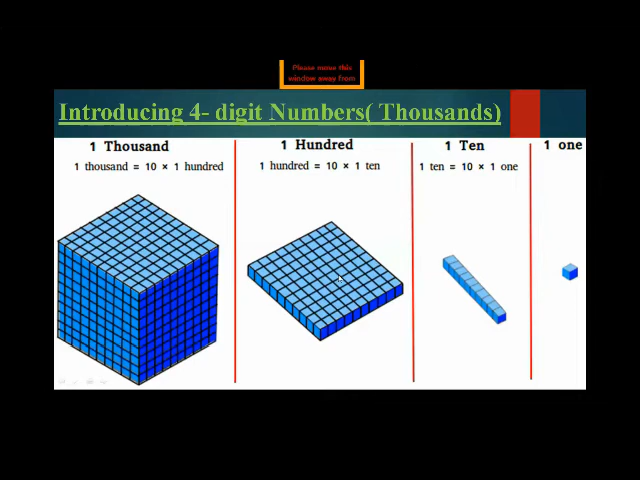 Please move this
window away from
Introducing 4- digit Numbers( Thousands)
1 Thousand
1 thousand = 10 × 1 hundred
1 Hundred
1 hundred = 10 × 1 ten
1 Ten
1 ten = 10 × 1 one
1 one